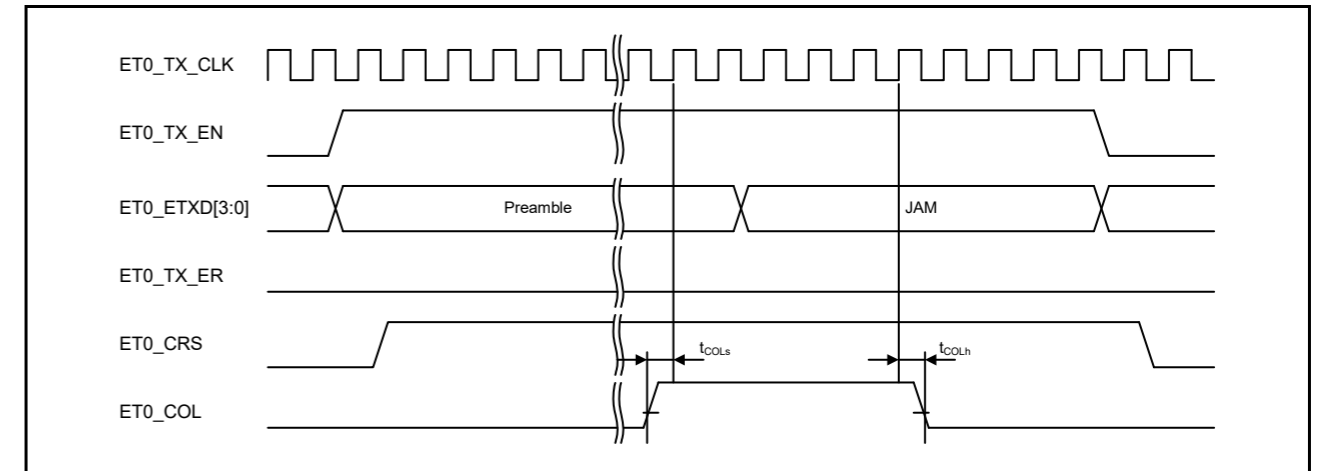 ET0_TX_CLK
ET0_TX_EN
ET0_ETXD[3:0] Preamble JAM
ET0_TX_ER
ET0_CRS
tCOLs tCOLh
ET0_COL